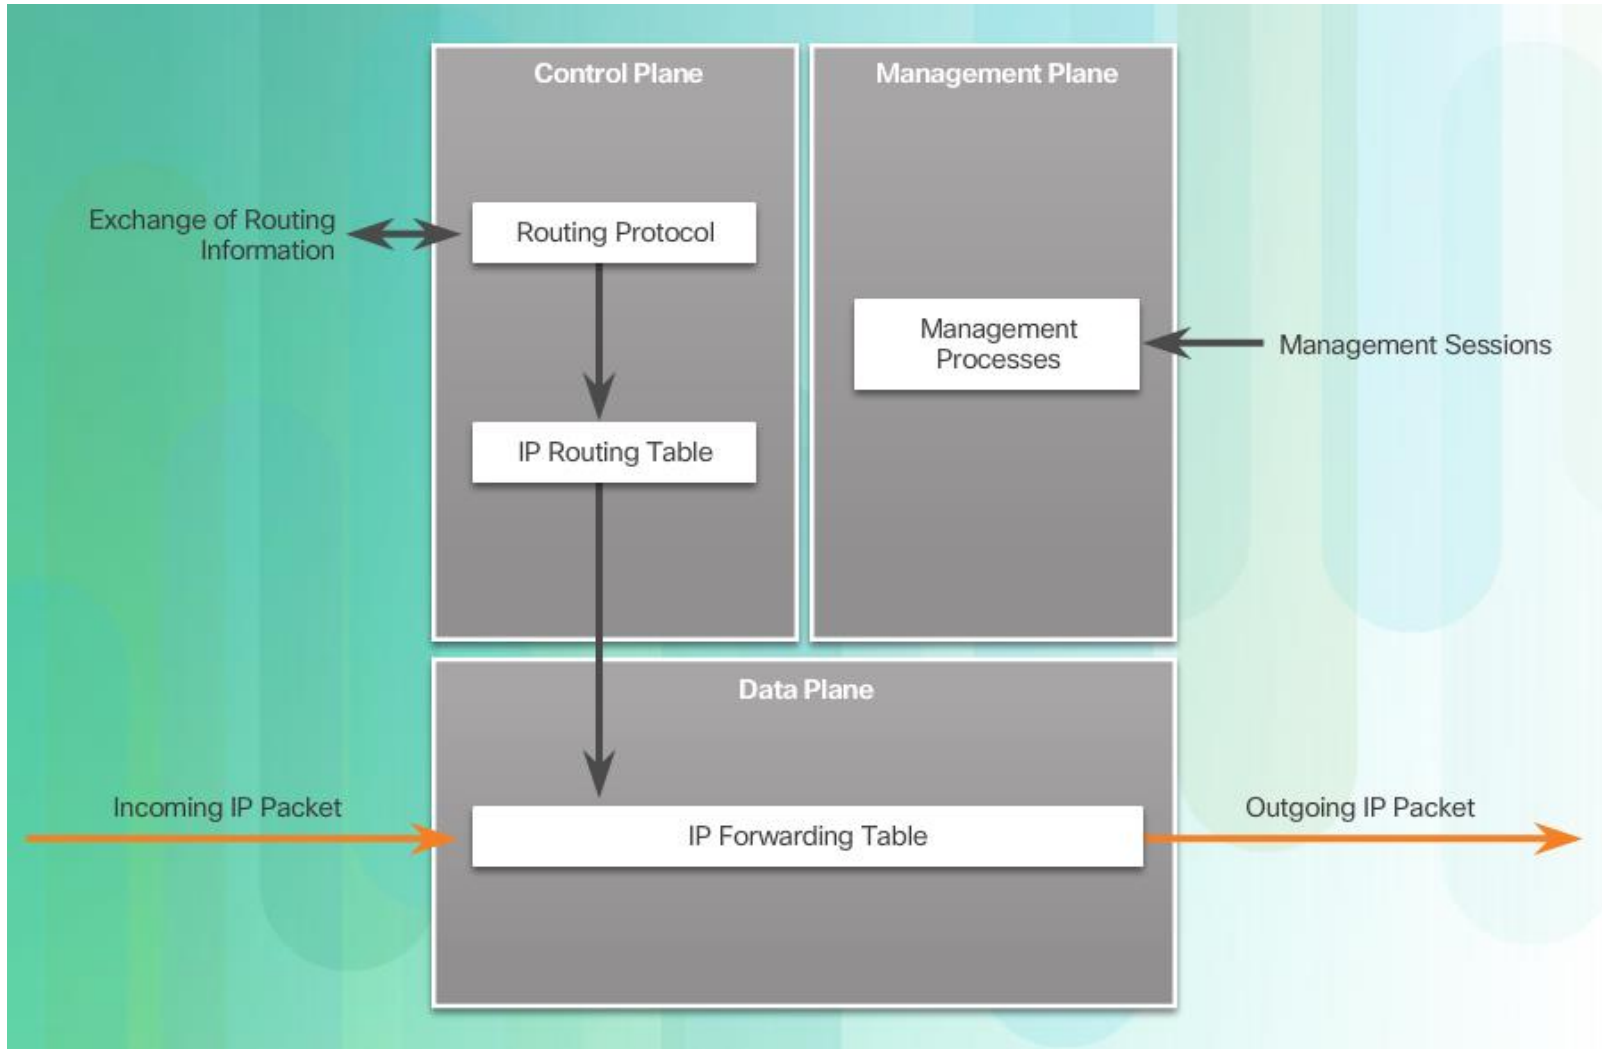 Control Plane
Management Plane
Exchange of Routing
Information
Routing Protocol
Management
Processes
Management Sessions
IP Routing Table
Data Plane
Incoming IP Packet
IP Forwarding Table
Outgoing IP Packet